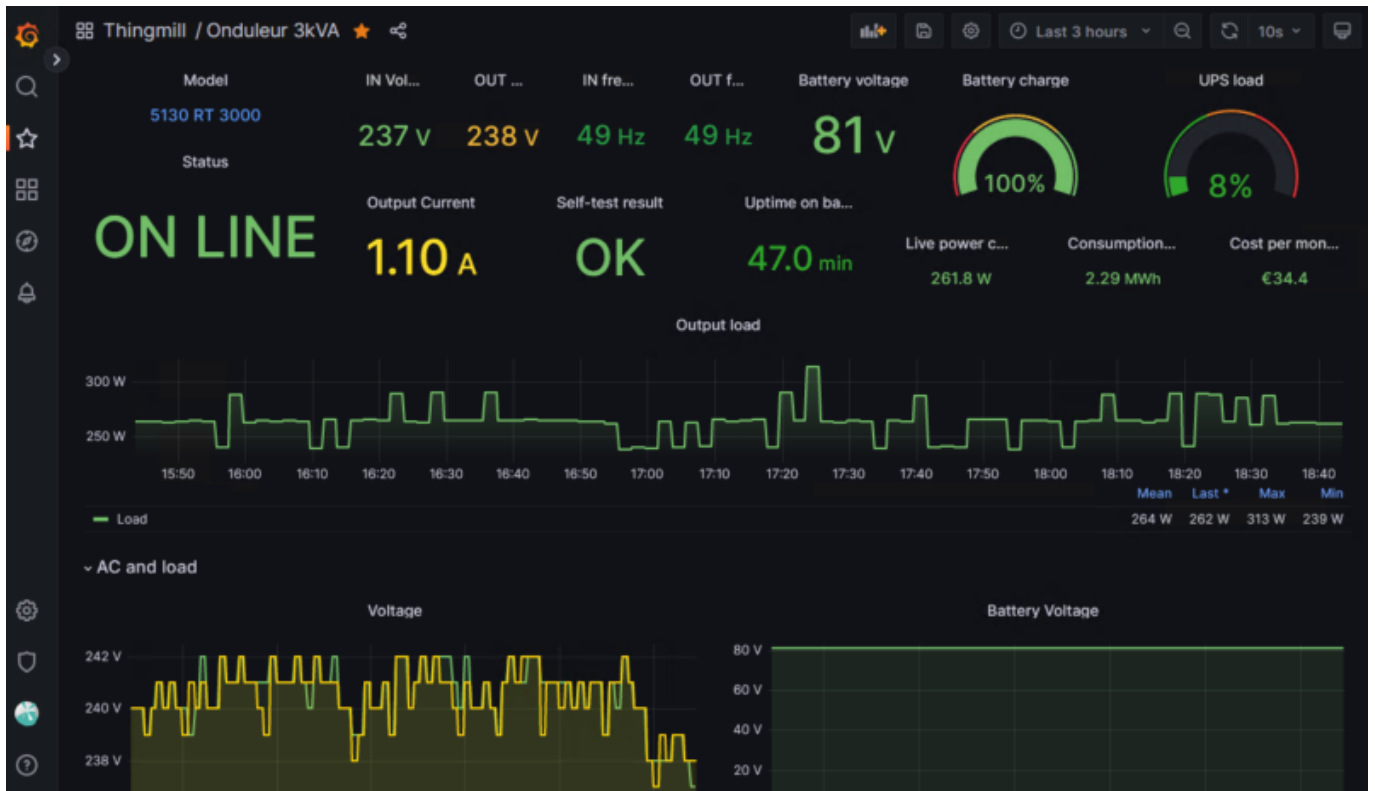 Thingmill / Onduleur 3kVA
Last 3 hours
10s
Model
5130 RT 3000
Status
ON LINE
IN Vol...
237 V
OUT ...
238 V
IN fre...
49 Hz
OUT f...
49 Hz
Battery voltage
81 V
Battery charge
100%
UPS load
8%
Output Current
1.10 A
Self-test result
OK
Uptime on ba...
47.0 min
Live power c...
261.8 W
Consumption...
2.29 MWh
Cost per mon...
€34.4
Output load
300 W
250 W
15:50 16:00 16:10 16:20 16:30 16:40 16:50 17:00 17:10 17:20 17:30 17:40 17:50 18:00 18:10 18:20 18:30 18:40
Mean Last * Max Min
Load 264 W 262 W 313 W 239 W
AC and load
Voltage
242 V
240 V
238 V
Battery Voltage
80 V
60 V
40 V
20 V